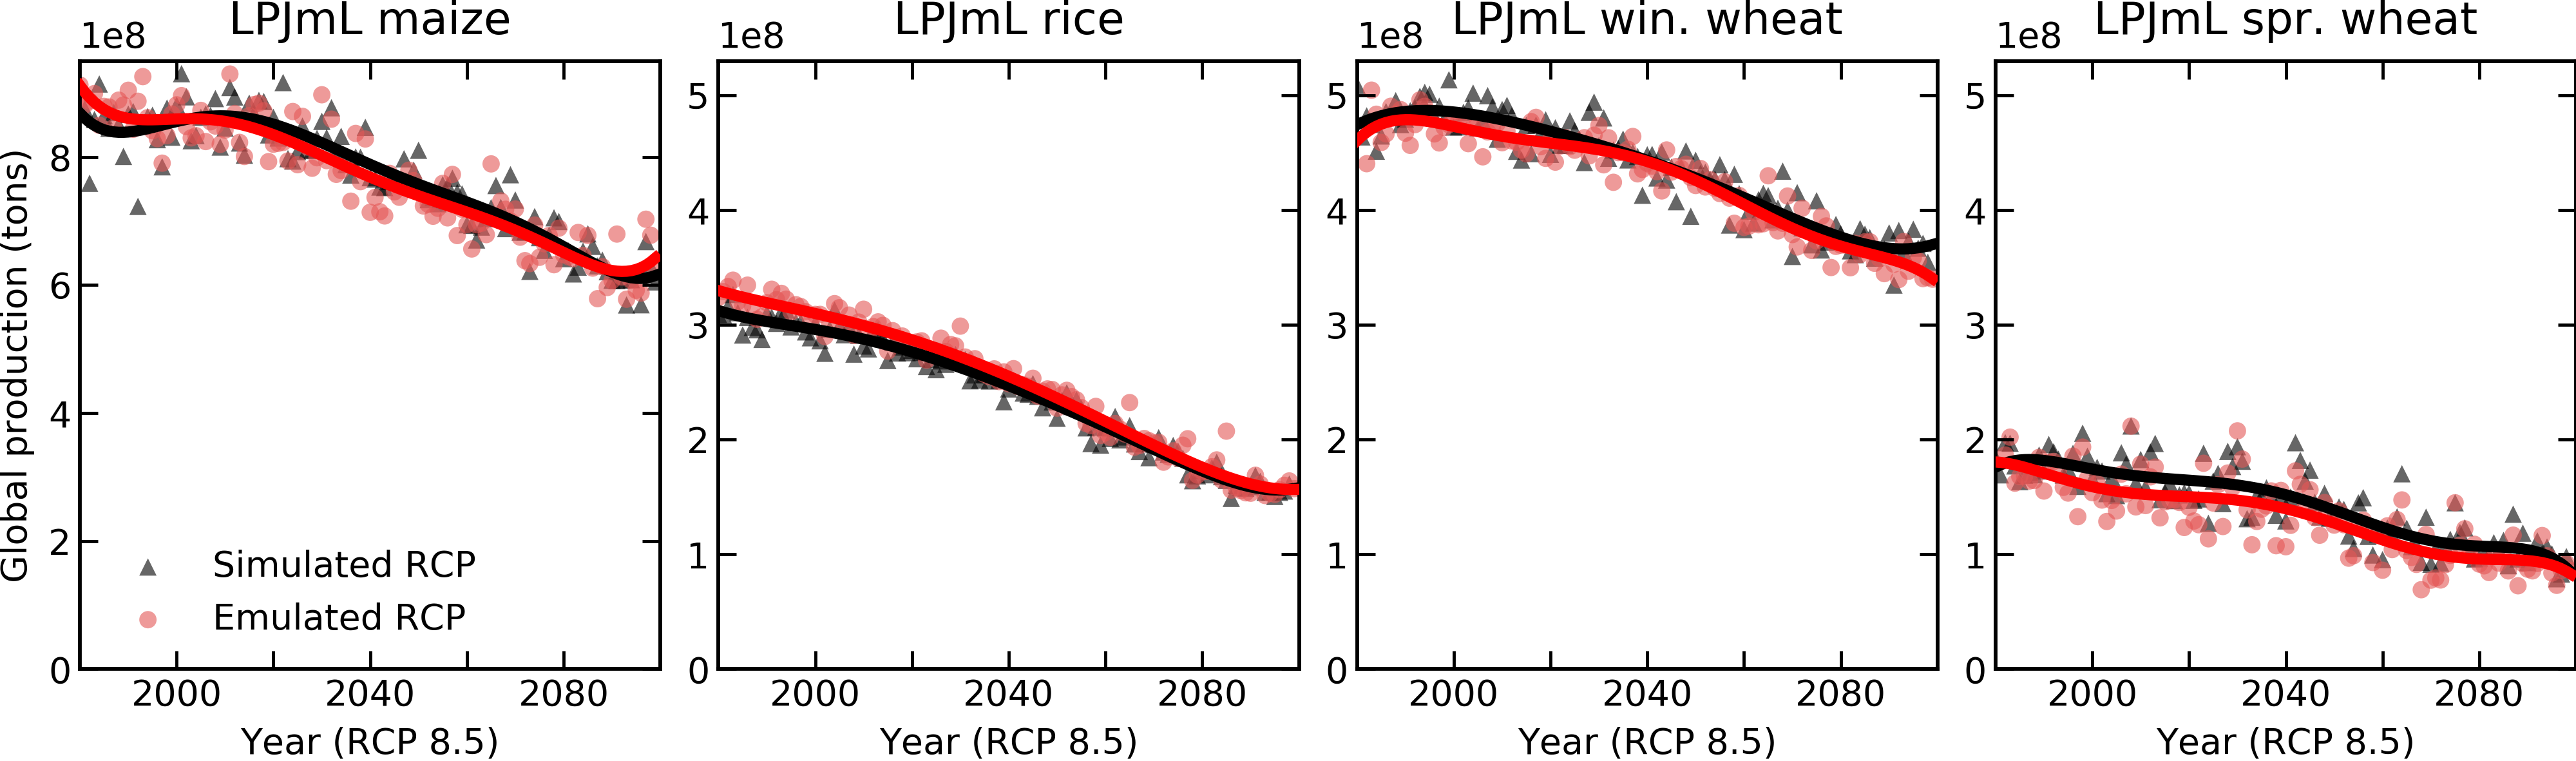 LPJmL maize
LPJmL rice
LPJmL win. wheat
LPJmL spr. wheat
1e8
1e8
1e8
1e8
Global production (tons)
8
6
4
2
0
Simulated RCP
Emulated RCP
2000
2040
2080
Year (RCP 8.5)
5
4
3
2
1
0
2000
2040
2080
Year (RCP 8.5)
5
4
3
2
1
0
2000
2040
2080
Year (RCP 8.5)
5
4
3
2
1
0
2000
2040
2080
Year (RCP 8.5)